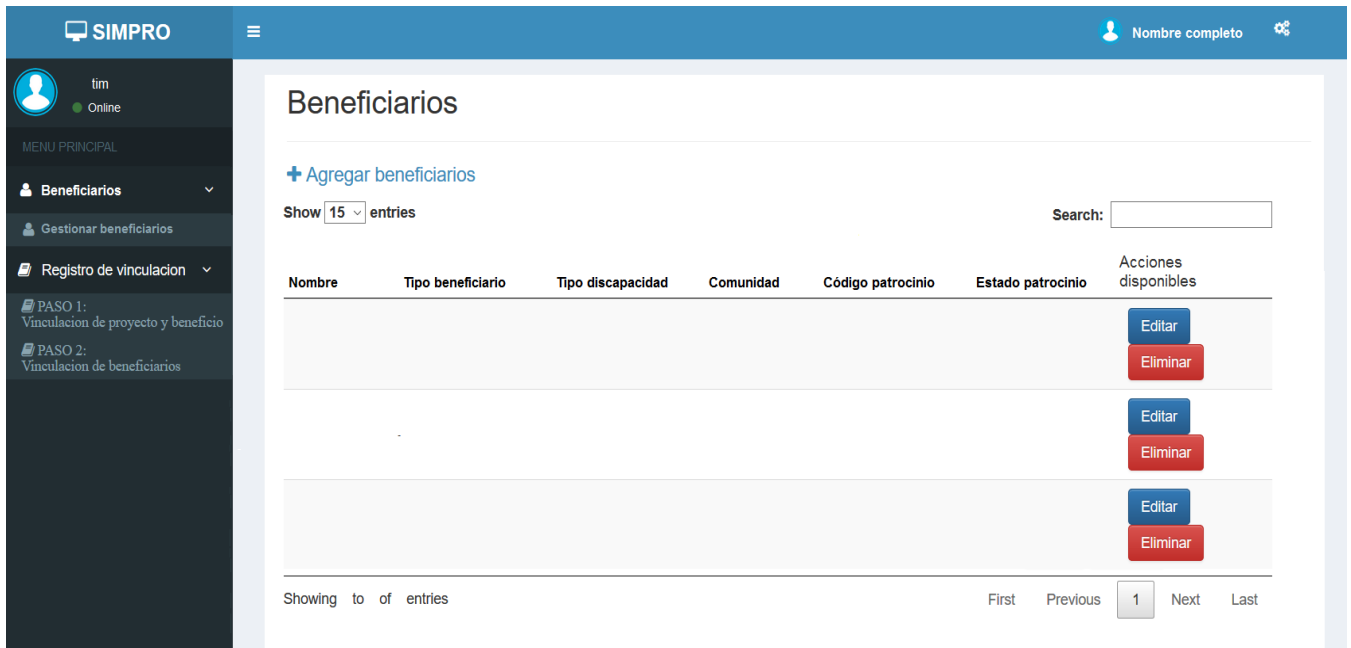 SIMPRO
Nombre completo
tim
Online
MENU PRINCIPAL
Beneficiarios
Gestionar beneficiarios
Registro de vinculacion
PASO 1:
Vinculacion de proyecto y beneficio
PASO 2:
Vinculacion de beneficiarios
Beneficiarios
Agregar beneficiarios
Show 15 entries
Search:
Nombre Tipo beneficiario Tipo discapacidad Comunidad Código patrocinio Estado patrocinio Acciones disponibles
Editar
Eliminar
-
Editar
Eliminar
Editar
Eliminar
Showing to of entries
First Previous 1 Next Last